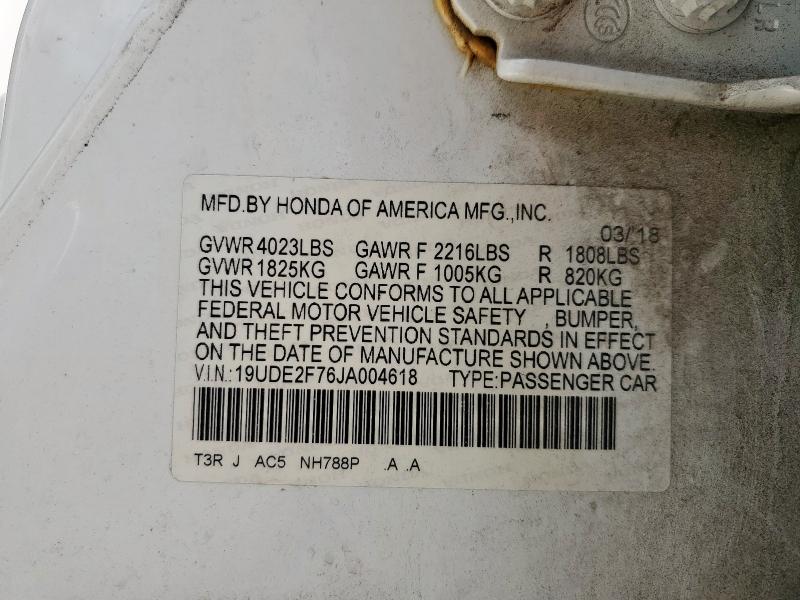 MFD.BY HONDA OF AMERICA MFG.,INC.
03/18
GVWR 4023LBS GAWR F 2216LBS R 1808LBS
GVWR 1825KG GAWR F 1005KG R 820KG
THIS VEHICLE CONFORMS TO ALL APPLICABLE
FEDERAL MOTOR VEHICLE SAFETY , BUMPER,
AND THEFT PREVENTION STANDARDS IN EFFECT
ON THE DATE OF MANUFACTURE SHOWN ABOVE.
V.I.N.:19UDE2F76JA004618 TYPE:PASSENGER CAR
T3R J AC5 NH788P .A .A